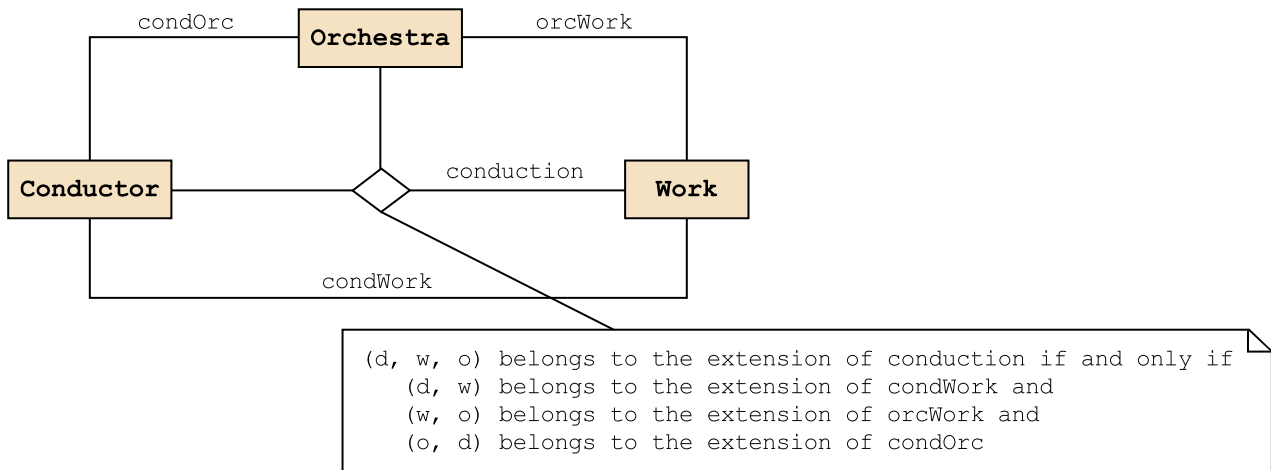 condOrc
Orchestra
orcWork
Conductor
conduction
Work
condWork
(d, w, o) belongs to the extension of conduction if and only if
(d, w) belongs to the extension of condWork and
(w, o) belongs to the extension of orcWork and
(o, d) belongs to the extension of condOrc